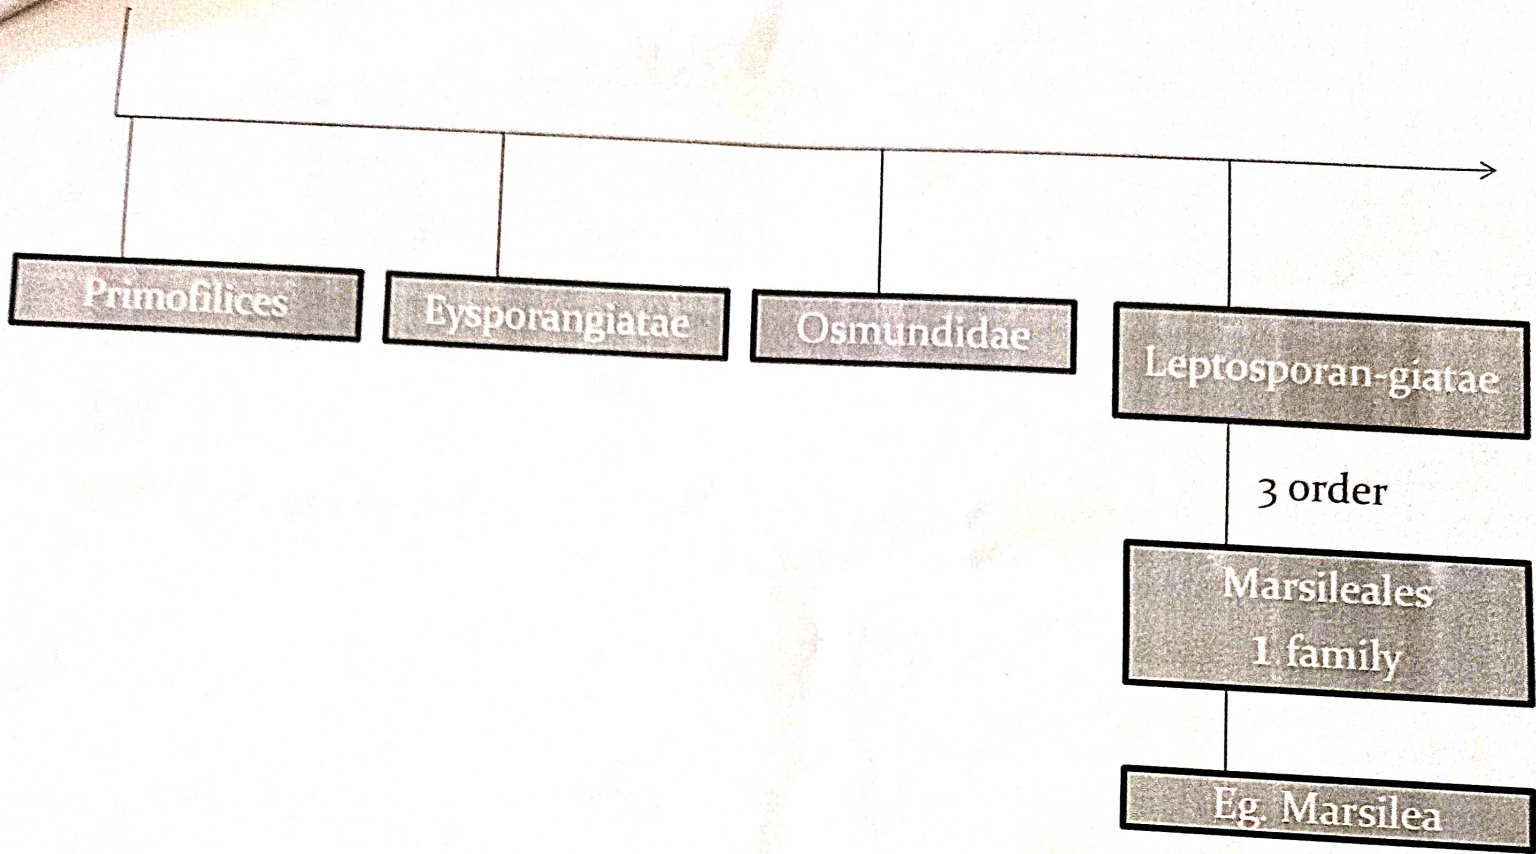 Primofilices
Eysporangiatae
Osmundidae
Leptosporan-giatae
3 order
Marsileales
1 family
Eg. Marsilea